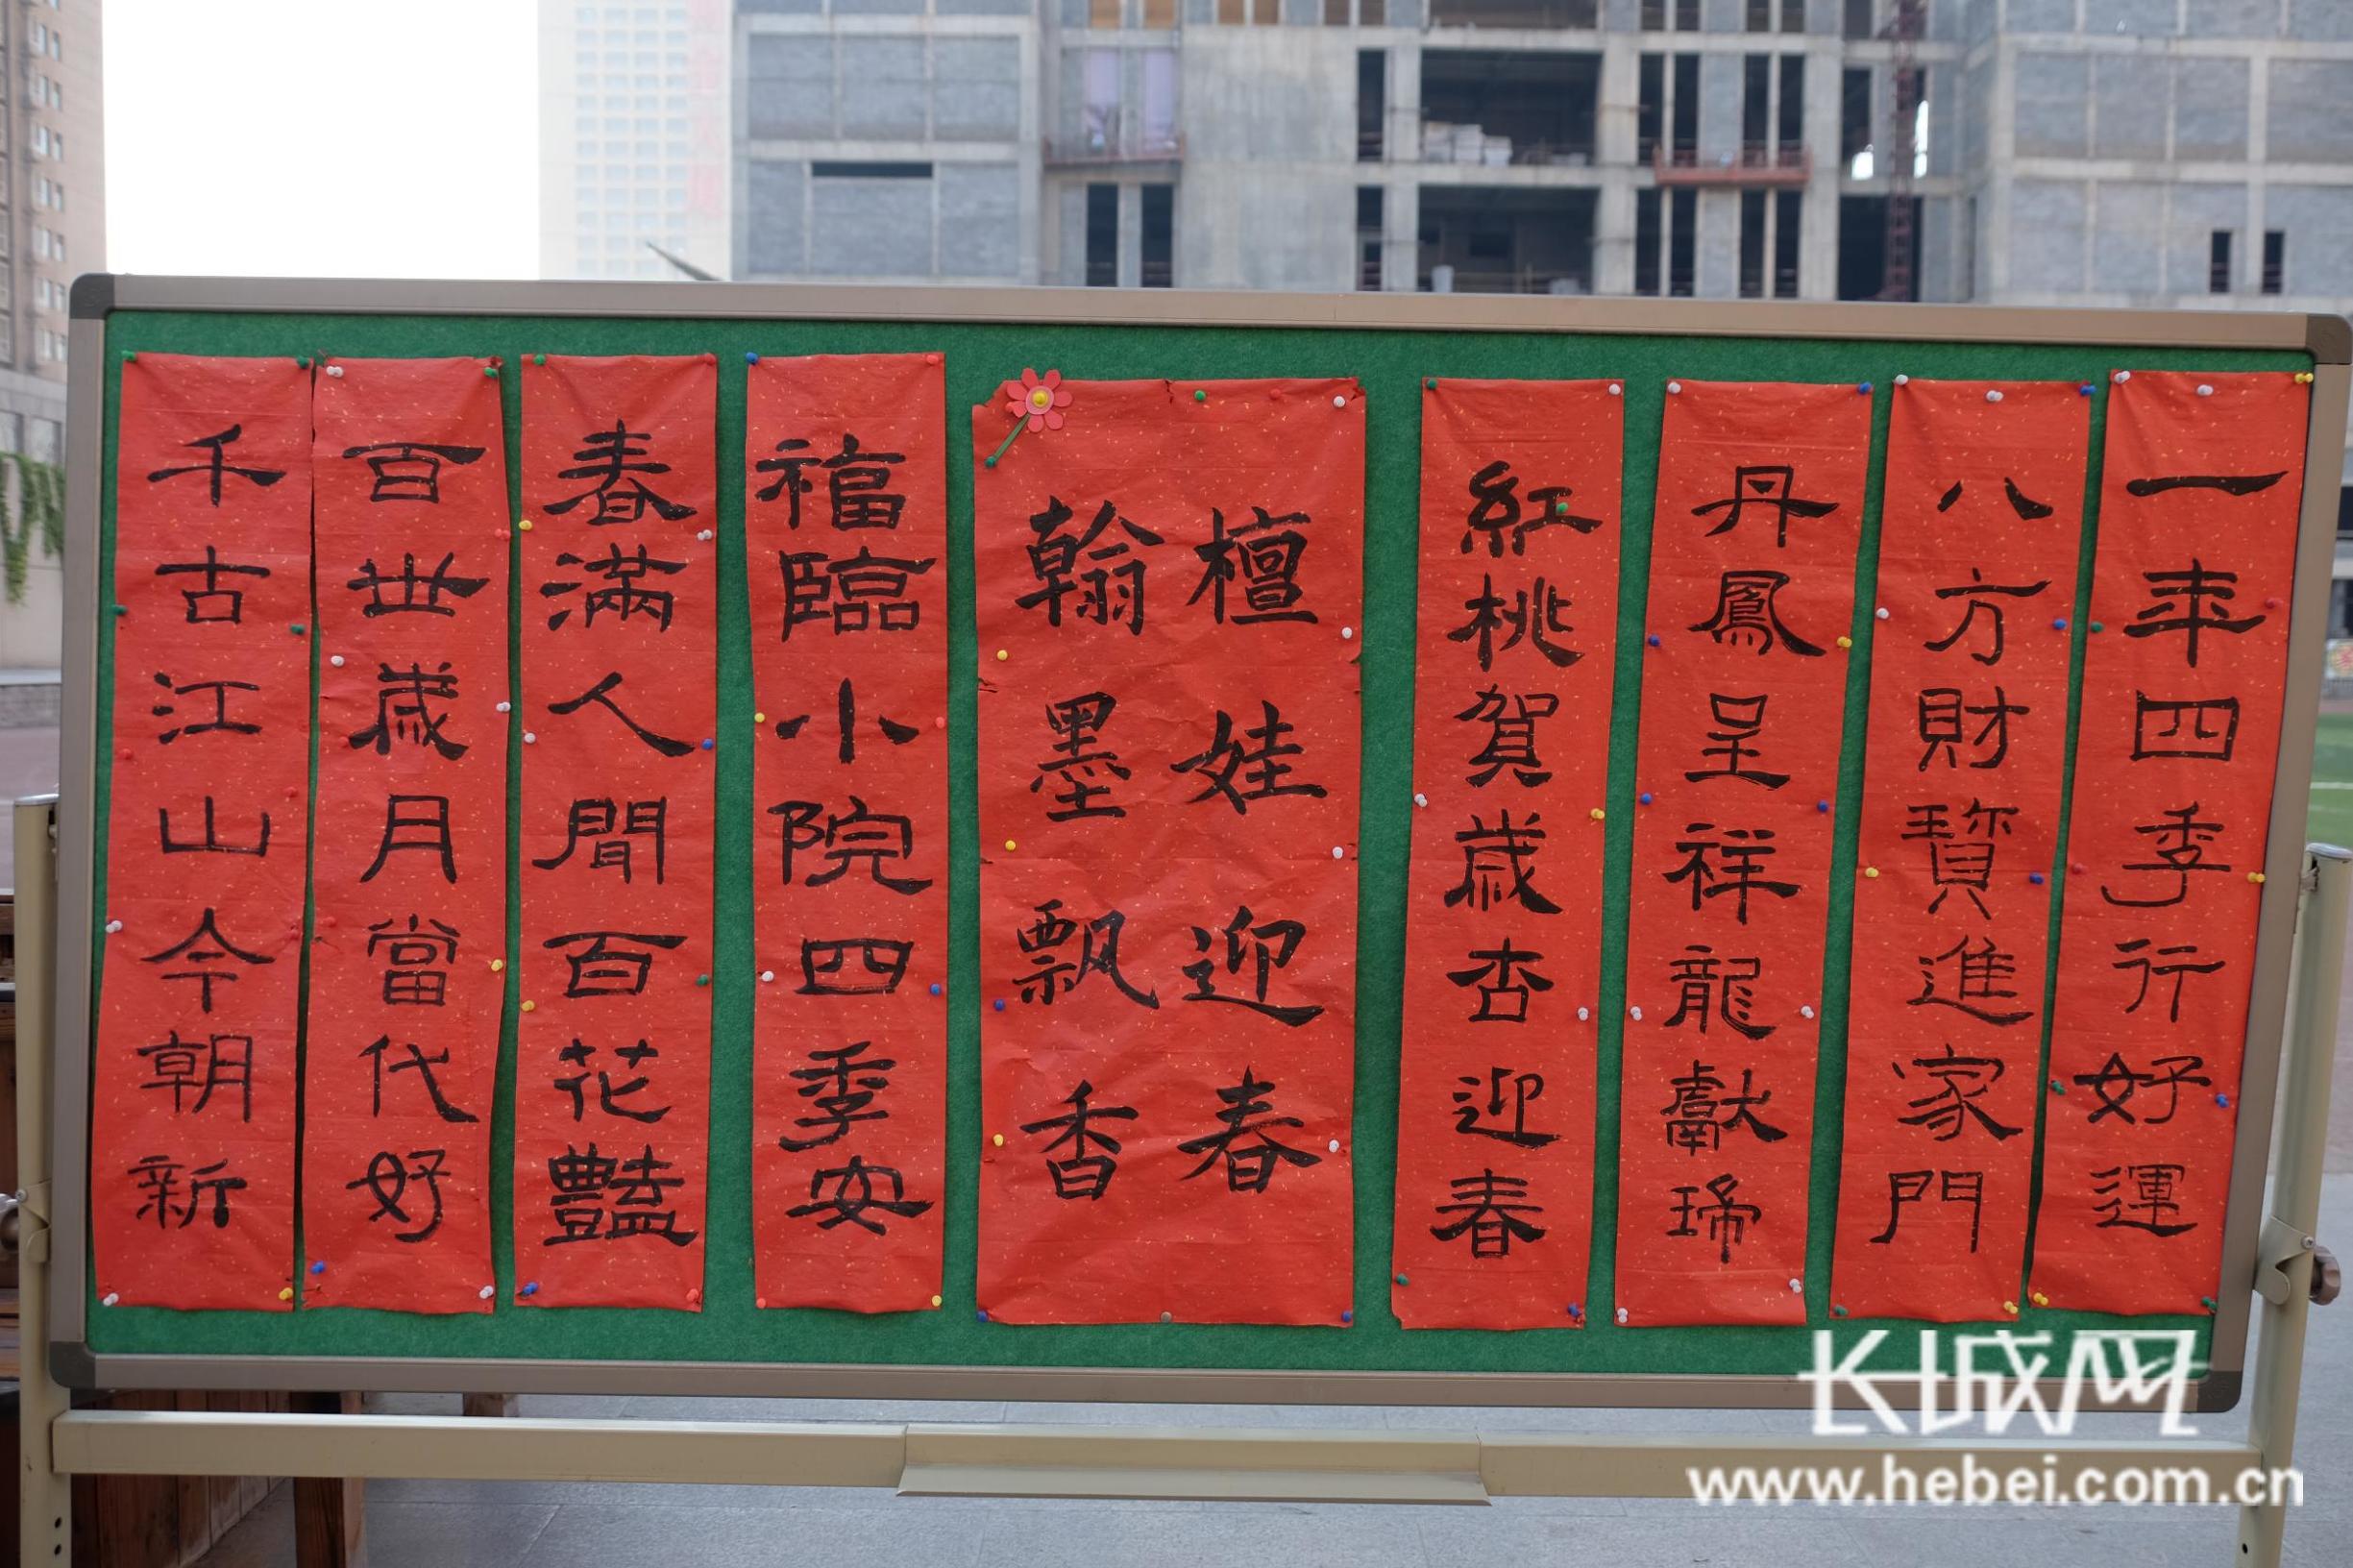 一年四季行好運
八方財寶進家門
丹鳳呈祥龍獻瑞
紅桃賀歲杏迎春
檀娃迎春
翰墨飘香
福臨小院四季安
春滿人間百花豔
百世歲月當代好
千古江山今朝新
长城网
www.hebei.com.cn